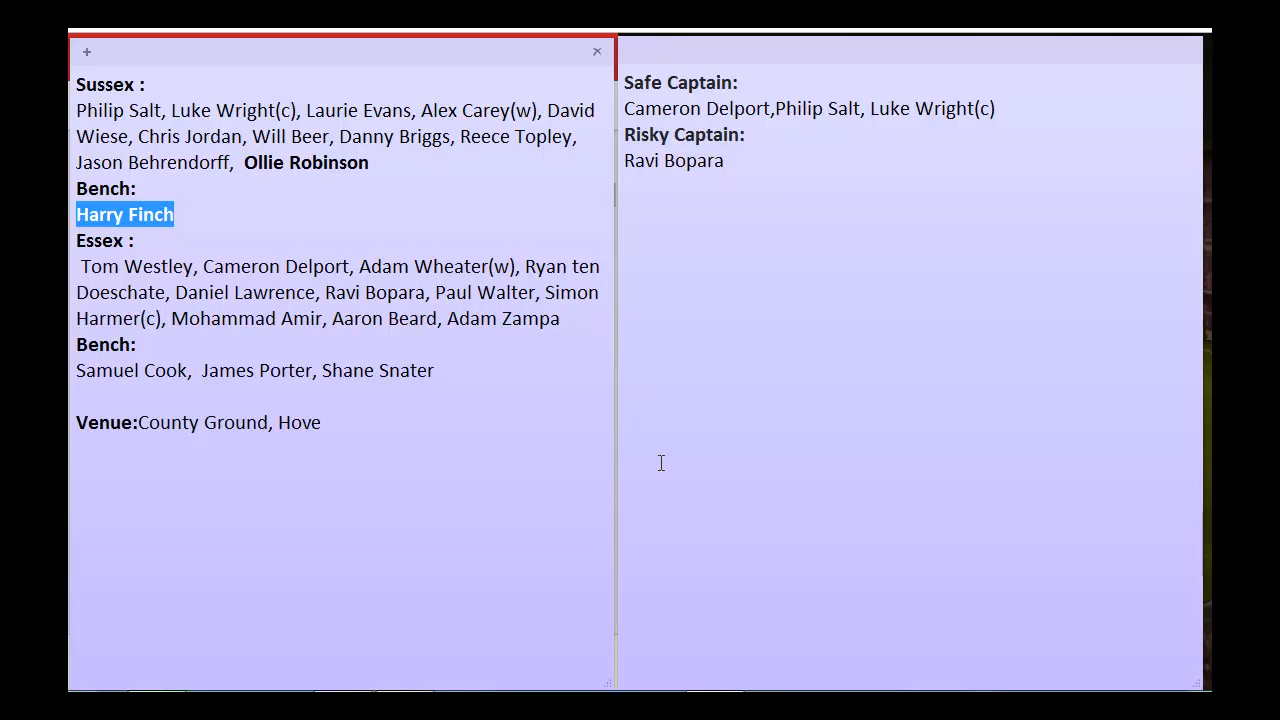 Sussex :
Philip Salt, Luke Wright(c), Laurie Evans, Alex Carey(w), David
Wiese, Chris Jordan, Will Beer, Danny Briggs, Reece Topley,
Jason Behrendorff,  Ollie Robinson
Bench:
Harry Finch
Essex :
Tom Westley, Cameron Delport, Adam Wheater(w), Ryan ten
Doeschate, Daniel Lawrence, Ravi Bopara, Paul Walter, Simon
Harmer(c), Mohammad Amir, Aaron Beard, Adam Zampa
Bench:
Samuel Cook,  James Porter, Shane Snater
Venue:County Ground, Hove
Safe Captain:
Cameron Delport,Philip Salt, Luke Wright(c)
Risky Captain:
Ravi Bopara